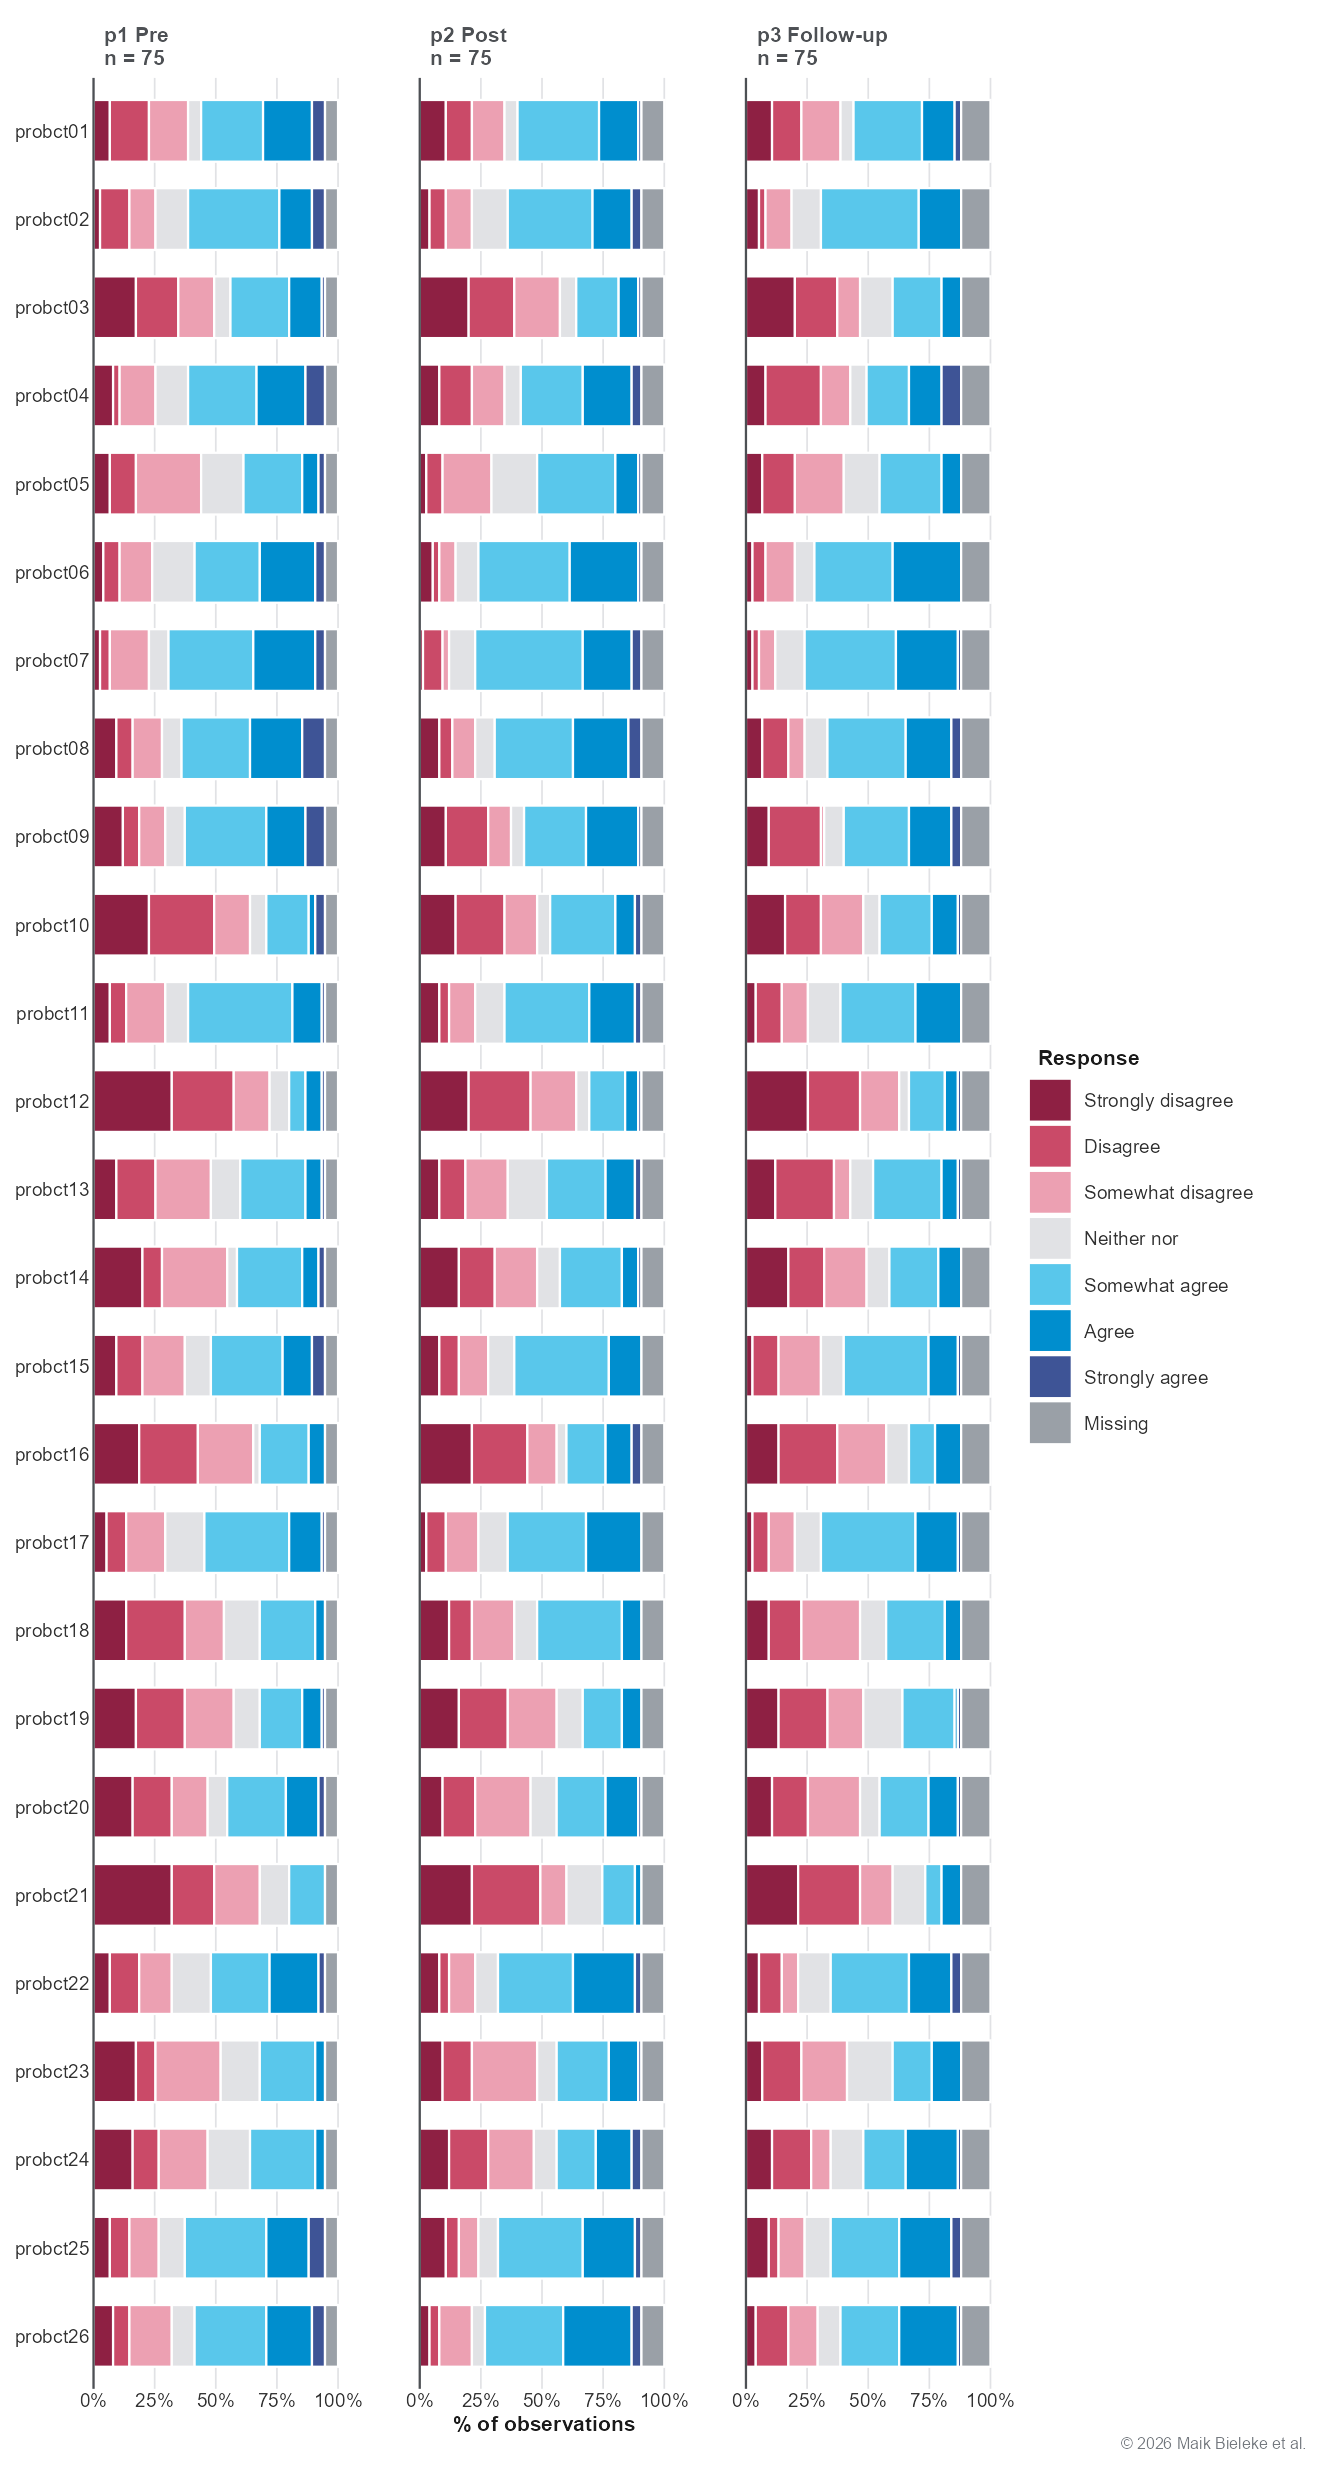 p1 Pre
n = 75
p2 Post
n = 75
p3 Follow-up
n = 75
probct01
probct02
probct03
probct04
probct05
probct06
probct07
probct08
probct09
probct10
probct11
probct12
probct13
probct14
probct15
probct16
probct17
probct18
probct19
probct20
probct21
probct22
probct23
probct24
probct25
probct26
0% 25% 50% 75% 100%
0% 25% 50% 75% 100%
0% 25% 50% 75% 100%
% of observations
Response
Strongly disagree
Disagree
Somewhat disagree
Neither nor
Somewhat agree
Agree
Strongly agree
Missing
© 2026 Maik Bieleke et al.